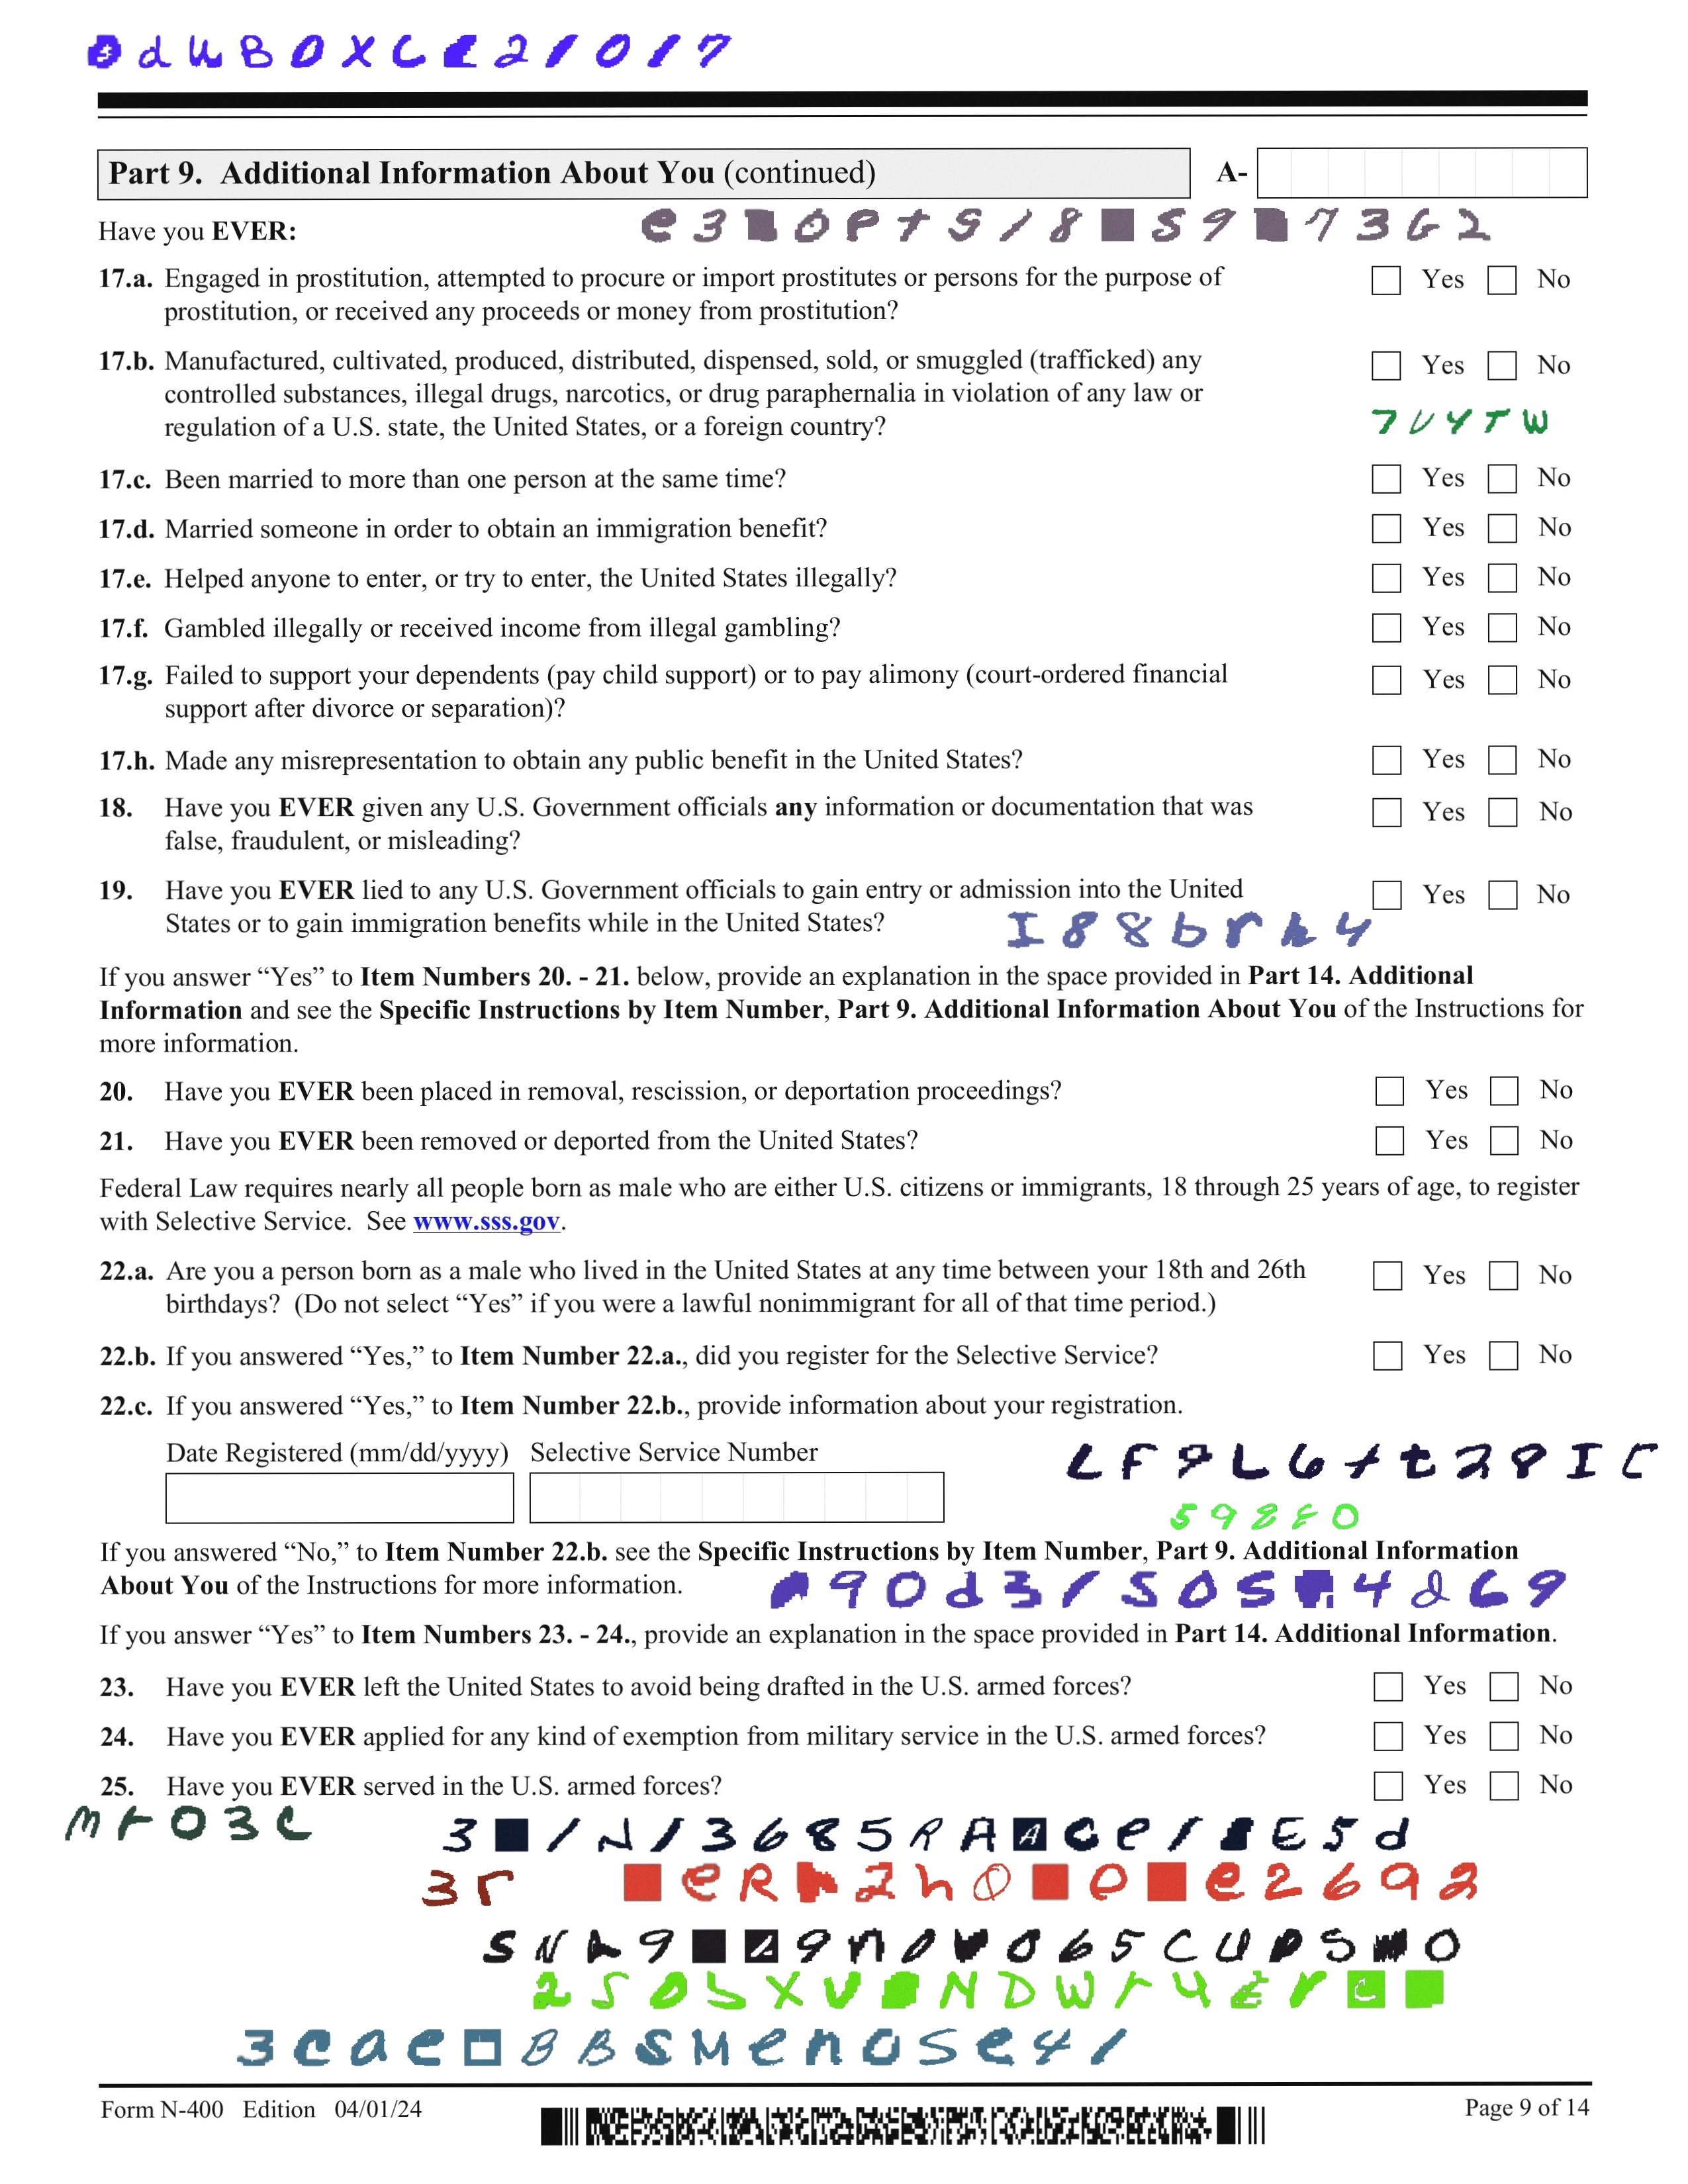 Part 9. Additional Information About You (continued)
A-
Have you EVER:
17.a. Engaged in prostitution, attempted to procure or import prostitutes or persons for the purpose of
prostitution, or received any proceeds or money from prostitution?
Yes No
17.b. Manufactured, cultivated, produced, distributed, dispensed, sold, or smuggled (trafficked) any
controlled substances, illegal drugs, narcotics, or drug paraphernalia in violation of any law or
regulation of a U.S. state, the United States, or a foreign country?
Yes No
7U4TW
17.c. Been married to more than one person at the same time? Yes No
17.d. Married someone in order to obtain an immigration benefit? Yes No
17.e. Helped anyone to enter, or try to enter, the United States illegally? Yes No
17.f. Gambled illegally or received income from illegal gambling? Yes No
17.g. Failed to support your dependents (pay child support) or to pay alimony (court-ordered financial
support after divorce or separation)?
Yes No
17.h. Made any misrepresentation to obtain any public benefit in the United States? Yes No
18. Have you EVER given any U.S. Government officials any information or documentation that was
false, fraudulent, or misleading?
Yes No
19. Have you EVER lied to any U.S. Government officials to gain entry or admission into the United
States or to gain immigration benefits while in the United States?
Yes No
I88brh4
If you answer “Yes” to Item Numbers 20. - 21. below, provide an explanation in the space provided in Part 14. Additional
Information and see the Specific Instructions by Item Number, Part 9. Additional Information About You of the Instructions for
more information.
20. Have you EVER been placed in removal, rescission, or deportation proceedings? Yes No
21. Have you EVER been removed or deported from the United States? Yes No
Federal Law requires nearly all people born as male who are either U.S. citizens or immigrants, 18 through 25 years of age, to register
with Selective Service. See www.sss.gov.
22.a. Are you a person born as a male who lived in the United States at any time between your 18th and 26th
birthdays? (Do not select “Yes” if you were a lawful nonimmigrant for all of that time period.)
Yes No
22.b. If you answered “Yes,” to Item Number 22.a., did you register for the Selective Service? Yes No
22.c. If you answered “Yes,” to Item Number 22.b., provide information about your registration.
Date Registered (mm/dd/yyyy) Selective Service Number
59880
If you answered “No,” to Item Number 22.b. see the Specific Instructions by Item Number, Part 9. Additional Information
About You of the Instructions for more information.
If you answer “Yes” to Item Numbers 23. - 24., provide an explanation in the space provided in Part 14. Additional Information.
23. Have you EVER left the United States to avoid being drafted in the U.S. armed forces? Yes No
24. Have you EVER applied for any kind of exemption from military service in the U.S. armed forces? Yes No
25. Have you EVER served in the U.S. armed forces? Yes No
mr03C
3r
Form N-400 Edition 04/01/24
Page 9 of 14